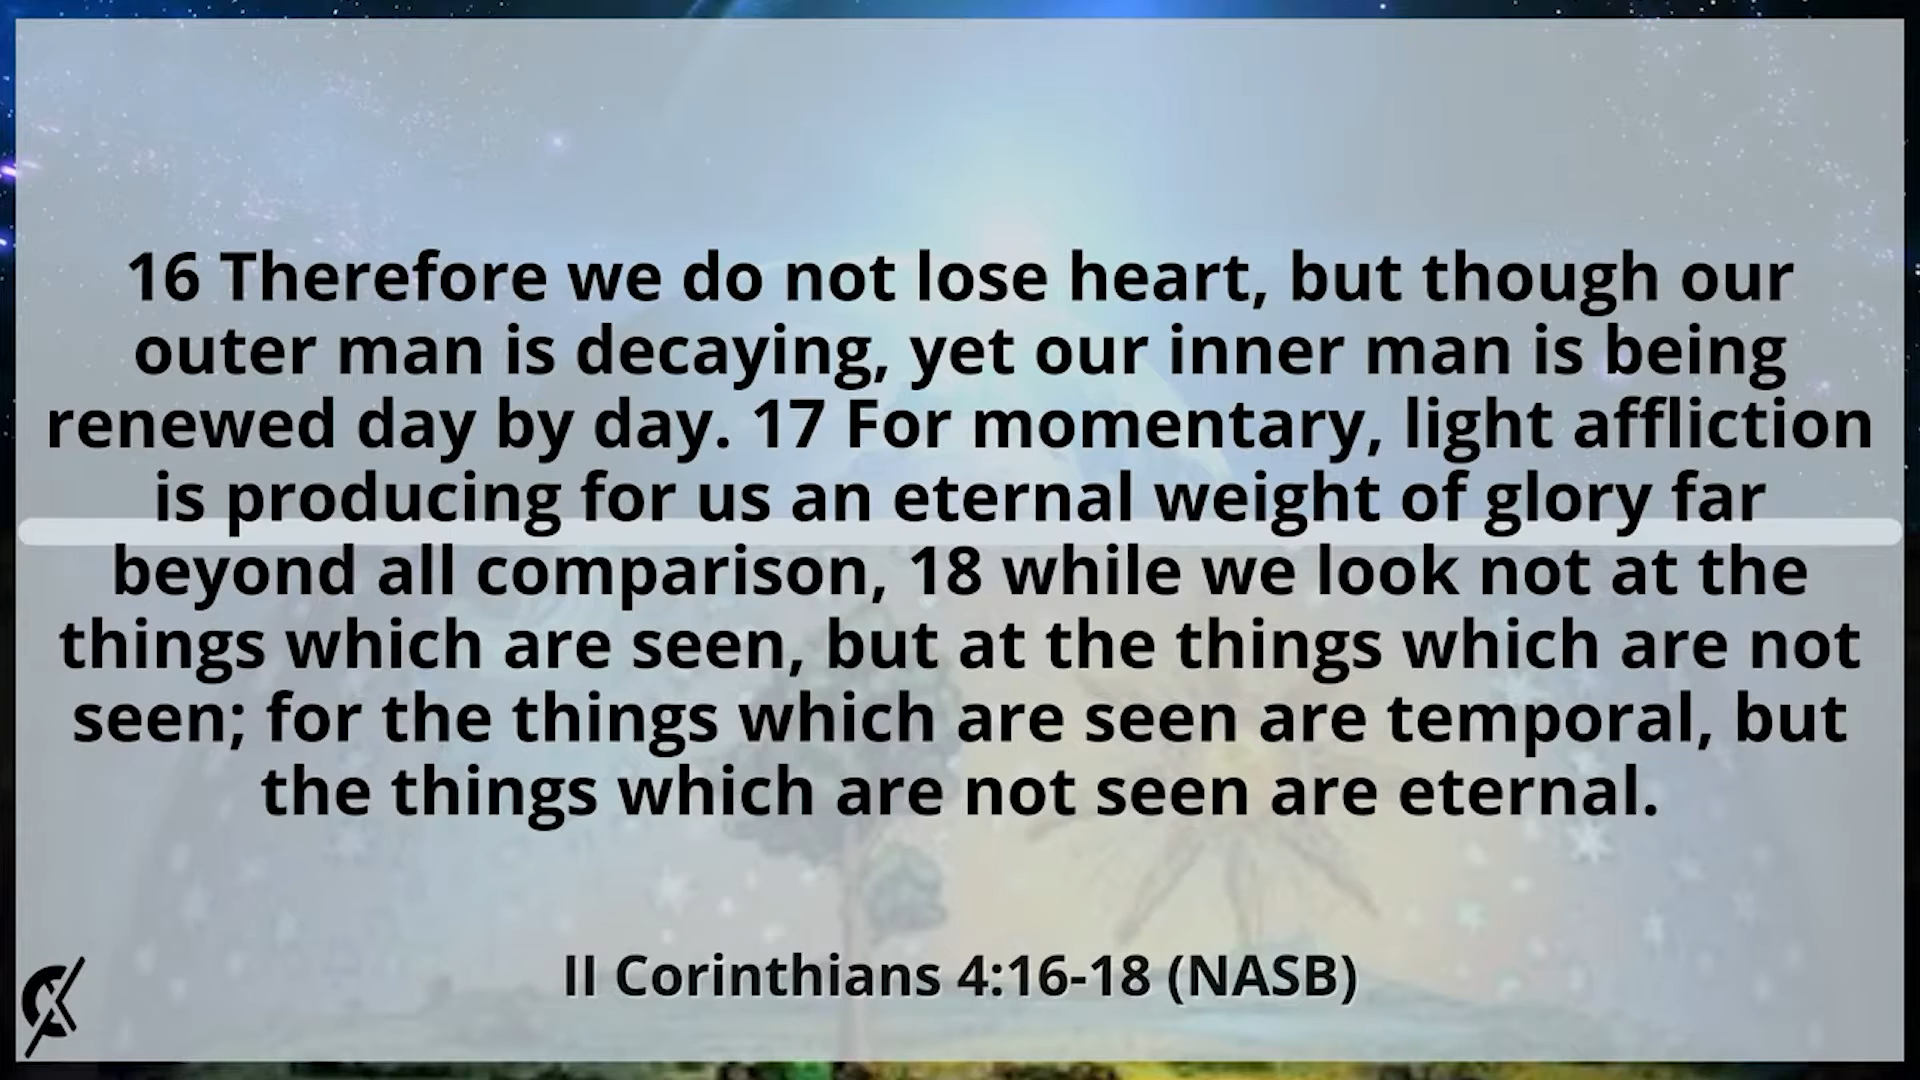 16 Therefore we do not lose heart, but though our
outer man is decaying, yet our inner man is being
renewed day by day. 17 For momentary, light affliction
is producing for us an eternal weight of glory far
beyond all comparison, 18 while we look not at the
things which are seen, but at the things which are not
seen; for the things which are seen are temporal, but
the things which are not seen are eternal.
II Corinthians 4:16-18 (NASB)